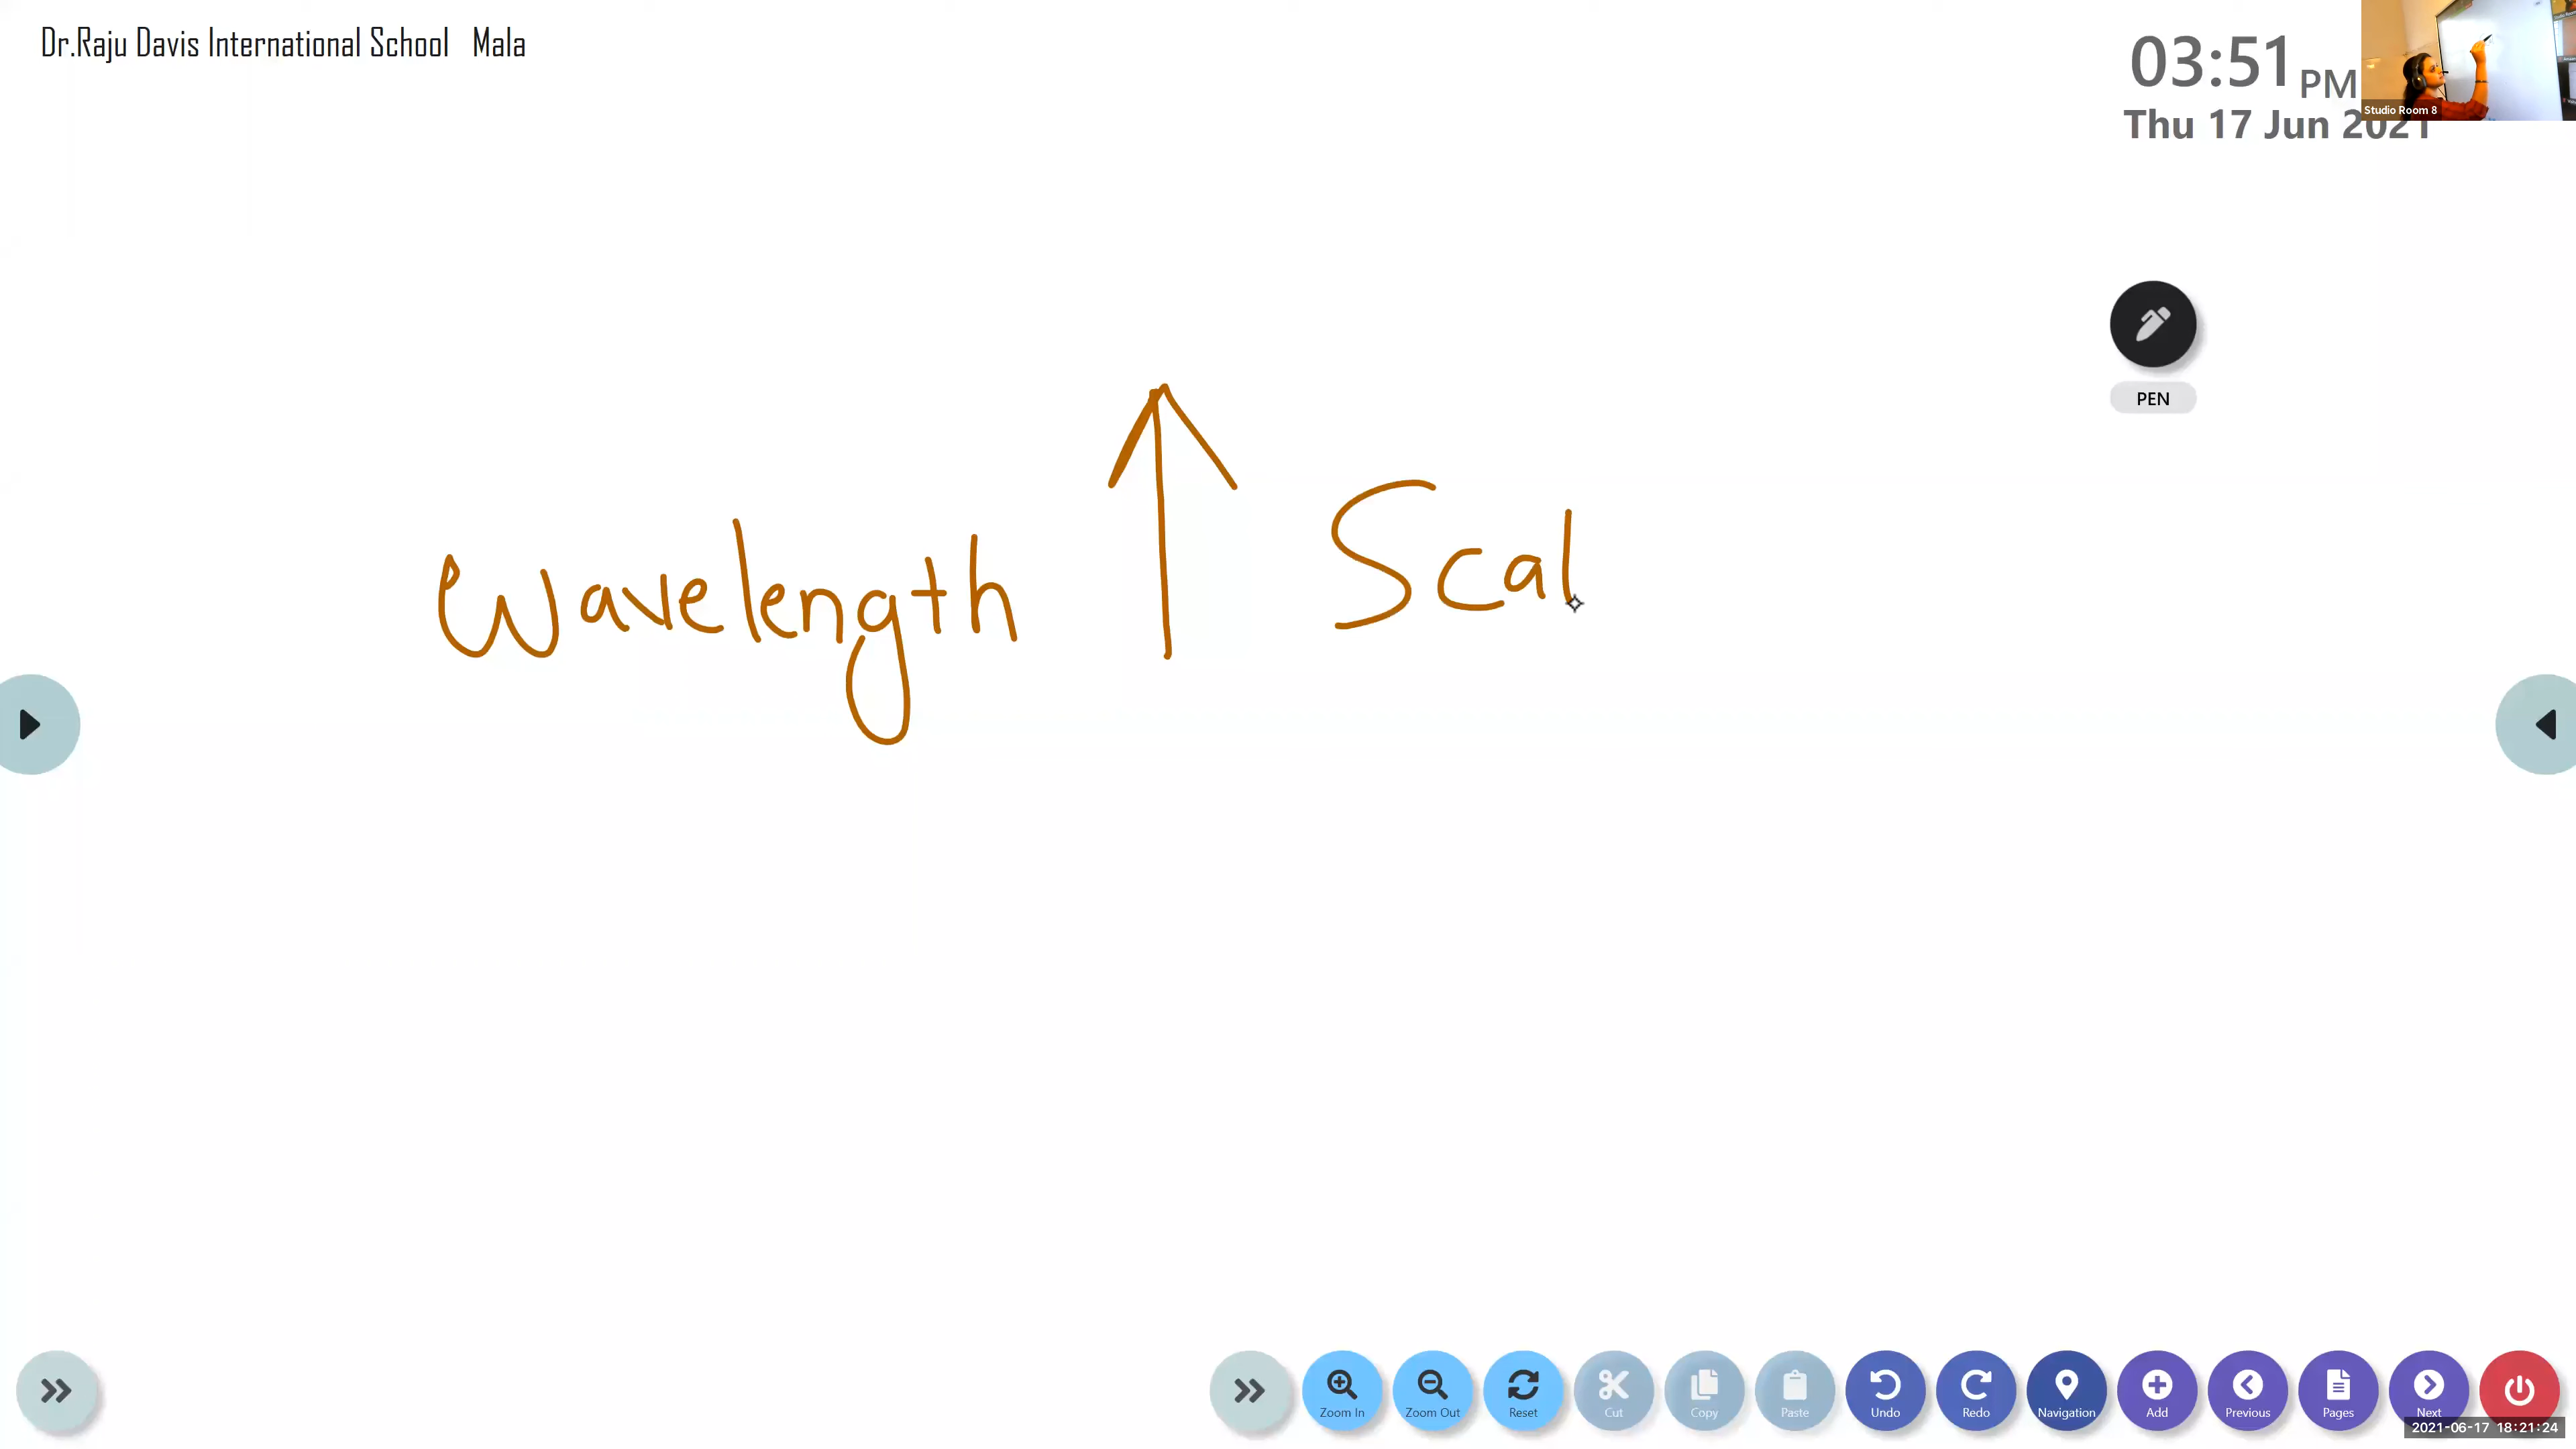 Dr.Raju Davis International School Mala
03:51 PM
Thu 17 Jun 2021
Studio Room 8
PEN
Wavelength ↑ Scal
Zoom In Zoom Out Reset Cut Copy Paste Undo Redo Navigation Add Previous Pages Next
2021-06-17 18:21:24